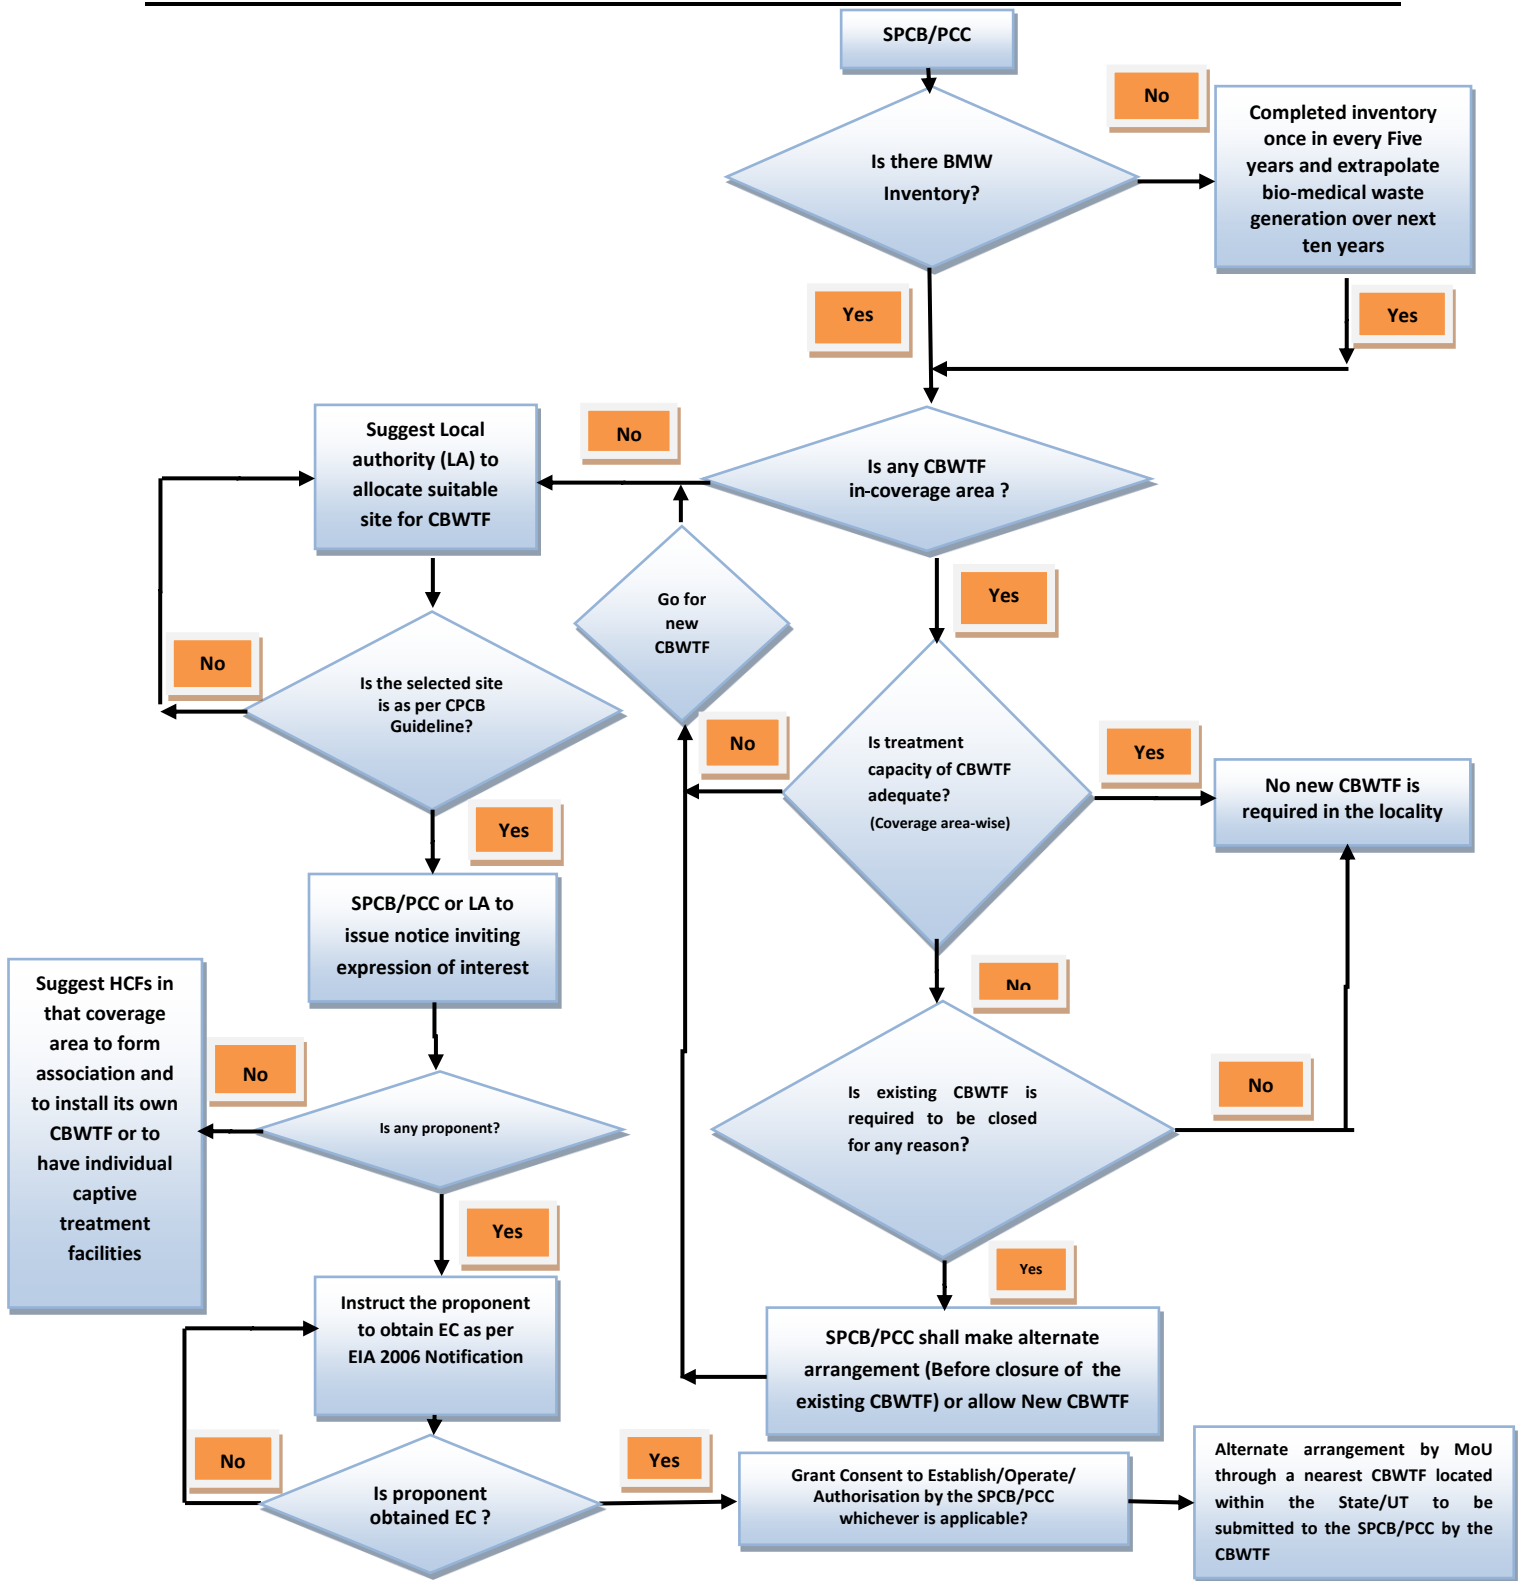 SPCB/PCC
No
Completed inventory
once in every Five
years and extrapolate
bio-medical waste
generation over next
ten years
Is there BMW
Inventory?
Yes
Yes
Suggest Local
authority (LA) to
allocate suitable
site for CBWTF
No
Is any CBWTF
in-coverage area ?
Yes
Go for
new
CBWTF
No
Is the selected site
is as per CPCB
Guideline?
No
Is treatment
capacity of CBWTF
adequate?
(Coverage area-wise)
Yes
No new CBWTF is
required in the locality
Yes
SPCB/PCC or LA to
issue notice inviting
expression of interest
Suggest HCFs in
that coverage
area to form
association and
to install its own
CBWTF or to
have individual
captive
treatment
facilities
No
No
Is any proponent?
Is existing CBWTF is
required to be closed
for any reason?
No
Yes
Yes
Instruct the proponent
to obtain EC as per
EIA 2006 Notification
SPCB/PCC shall make alternate
arrangement (Before closure of the
existing CBWTF) or allow New CBWTF
No
Is proponent
obtained EC ?
Yes
Grant Consent to Establish/Operate/
Authorisation by the SPCB/PCC
whichever is applicable?
Alternate arrangement by MoU
through a nearest CBWTF located
within the State/UT to be
submitted to the SPCB/PCC by the
CBWTF